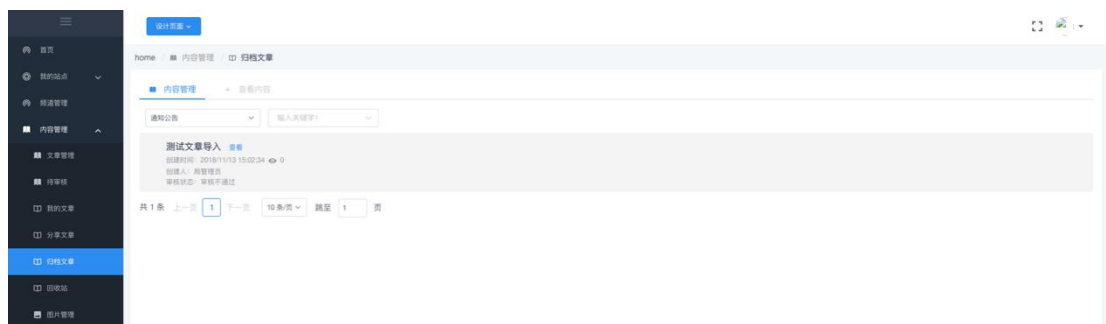 设计页面
首页
我的站点
频道管理
内容管理
文章管理
待审核
我的文章
分享文章
归档文章
回收站
图片管理
home / 内容管理 / 归档文章
内容管理 + 查看内容
通知公告 输入关键字!
测试文章导入 查看
创建时间: 2018/11/13 15:02:34 0
创建人: 局管理员
审核状态: 审核不通过
共 1 条 上一页 1 下一页 10 条/页 跳至 1 页